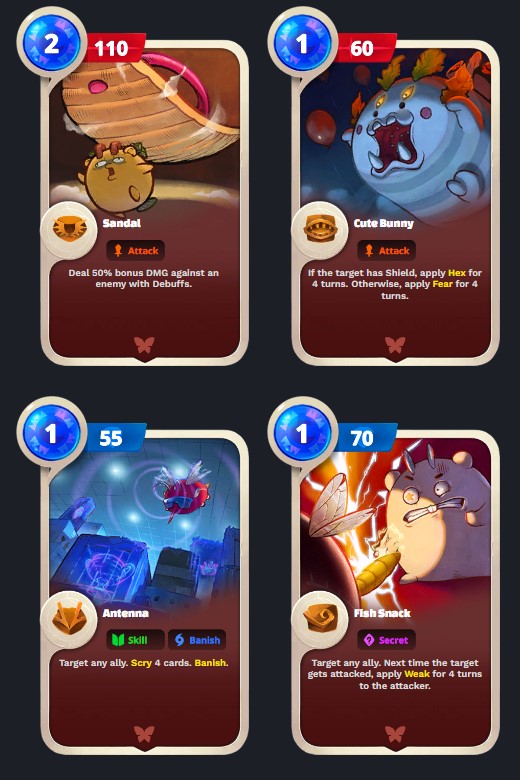 2
110
Sandal
Attack
Deal 50% bonus DMG against an
enemy with Debuffs.
1
60
Cute Bunny
Attack
If the target has Shield, apply Hex for
4 turns. Otherwise, apply Fear for 4
turns.
1
55
Antenna
Skill Banish
Target any ally. Scry 4 cards. Banish.
1
70
Fish Snack
Secret
Target any ally. Next time the target
gets attacked, apply Weak for 4 turns
to the attacker.